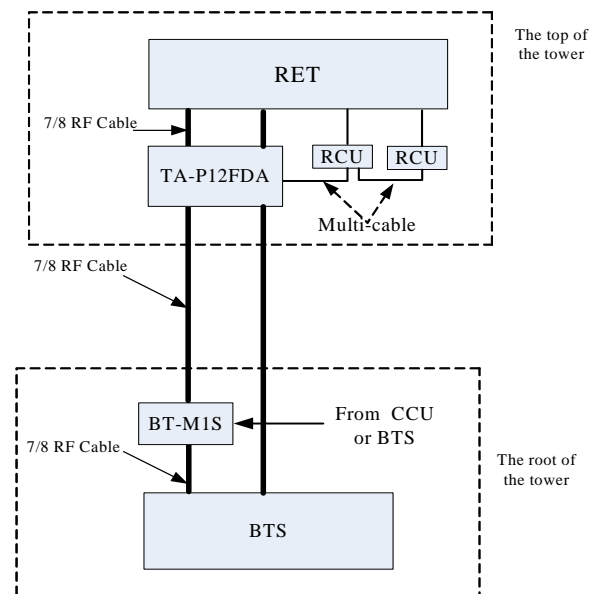 The top of
the tower
RET
7/8 RF Cable
TA-P12FDA
RCU
RCU
Multi-cable
7/8 RF Cable
BT-M1S
From CCU
or BTS
7/8 RF Cable
The root of
the tower
BTS